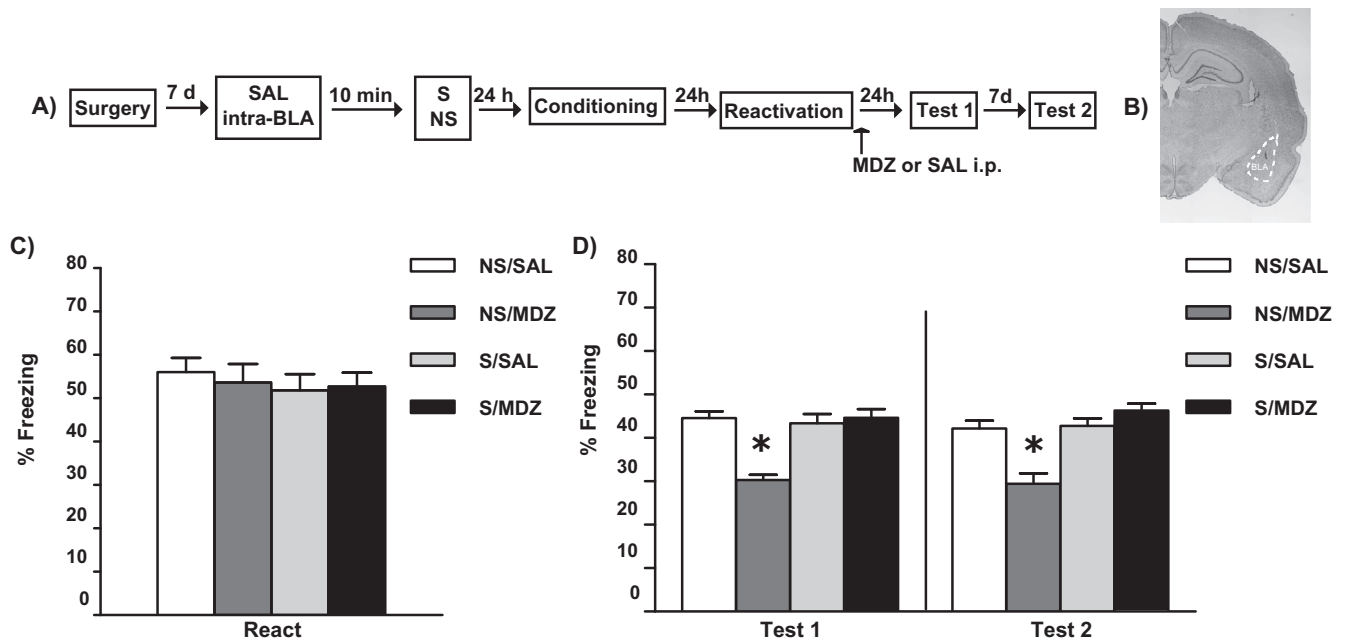 A)
Surgery
7 d
SAL
intra-BLA
10 min
S
NS
24 h
Conditioning
24h
Reactivation
24h
MDZ or SAL i.p.
Test 1
7d
Test 2
B)
BLA
C)
% Freezing
80
70
60
50
40
30
20
10
0
React
NS/SAL
NS/MDZ
S/SAL
S/MDZ
D)
% Freezing
80
70
60
50
40
30
20
10
0
*
*
Test 1
Test 2
NS/SAL
NS/MDZ
S/SAL
S/MDZ